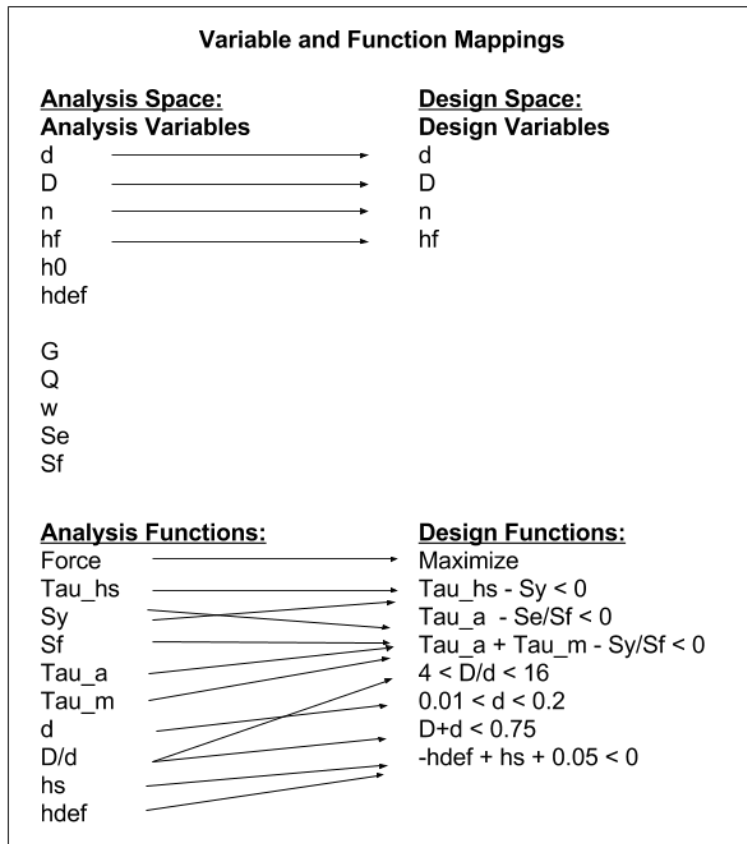 Variable and Function Mappings
Analysis Space:
Analysis Variables
d
D
n
hf
h0
hdef
G
Q
w
Se
Sf
Design Space:
Design Variables
d
D
n
hf
Analysis Functions:
Force
Tau_hs
Sy
Sf
Tau_a
Tau_m
d
D/d
hs
hdef
Design Functions:
Maximize
Tau_hs - Sy < 0
Tau_a - Se/Sf < 0
Tau_a + Tau_m - Sy/Sf < 0
4 < D/d < 16
0.01 < d < 0.2
D+d < 0.75
-hdef + hs + 0.05 < 0